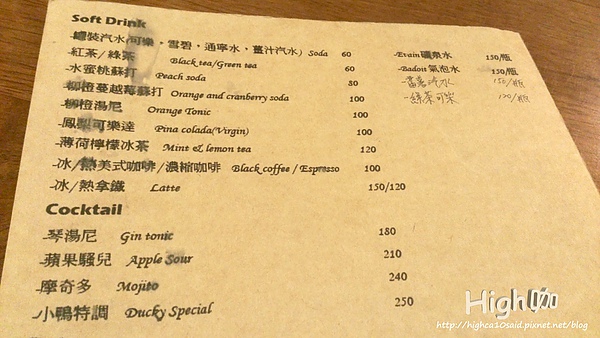 Soft Drink
-罐裝汽水(可樂，雪碧，通寧水，薑汁汽水) Soda 60
-紅茶/綠茶 Black tea/Green tea 60
-水蜜桃蘇打 Peach soda 80
-柳橙蔓越莓蘇打 Orange and cranberry soda 100
-柳橙湯尼 Orange Tonic 100
-鳳梨可樂達 Pina colada(Virgin) 100
-薄荷檸檬冰茶 Mint & lemon tea 120
-冰/熱美式咖啡/濃縮咖啡 Black coffee / Espresso 100
-冰/熱拿鐵 Latte 150/120
-Evain礦泉水 150/瓶
-Badoit氣泡水 150/瓶
汽水 150/瓶
-綠茶可樂 120/瓶
Cocktail
-琴湯尼 Gin tonic 180
-蘋果騷兒 Apple Sour 210
-摩奇多 Mojito 240
-小鴨特調 Ducky Special 250
High咖
http://highca10said.pixnet.net/blog